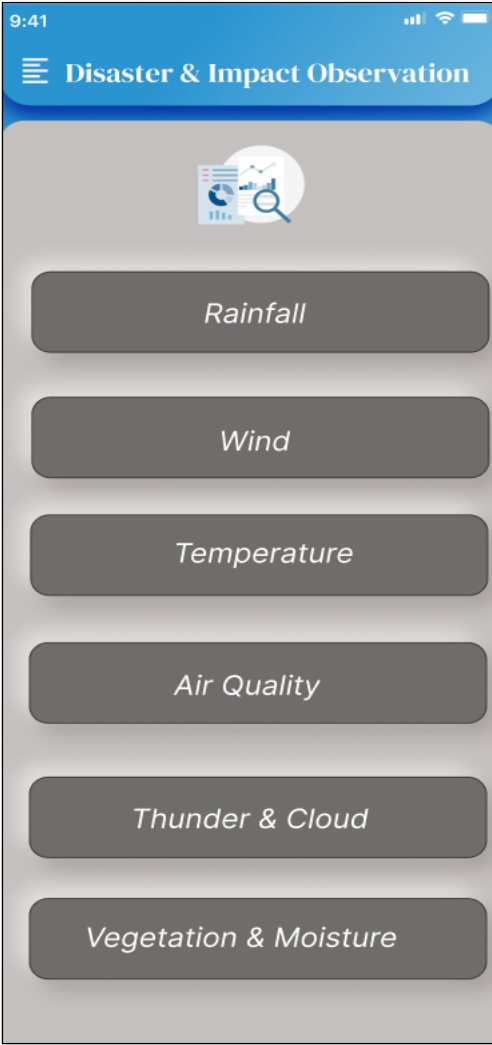 9:41
Disaster & Impact Observation
Rainfall
Wind
Temperature
Air Quality
Thunder & Cloud
Vegetation & Moisture